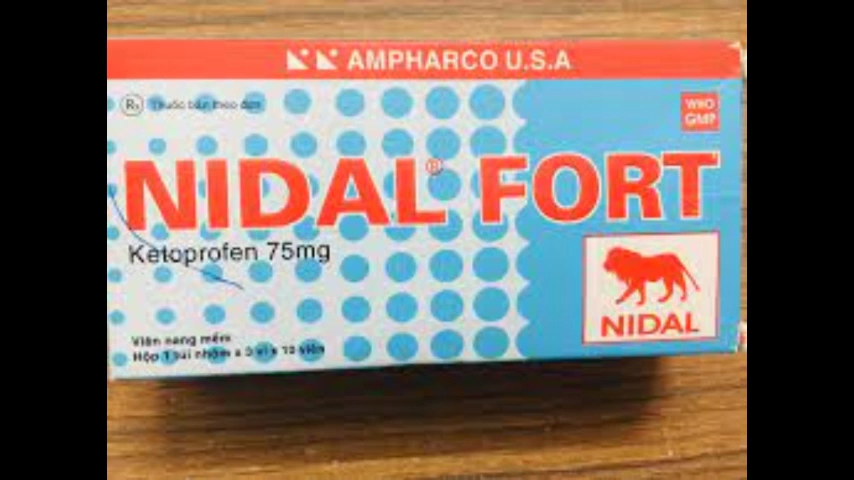 AMPHARCO U.S.A
Rx Thuốc bán theo đơn
WHO
GMP
NIDAL® FORT
Ketoprofen 75mg
NIDAL
Viên nang mềm
Hộp 1 túi nhôm x 3 vỉ x 10 viên